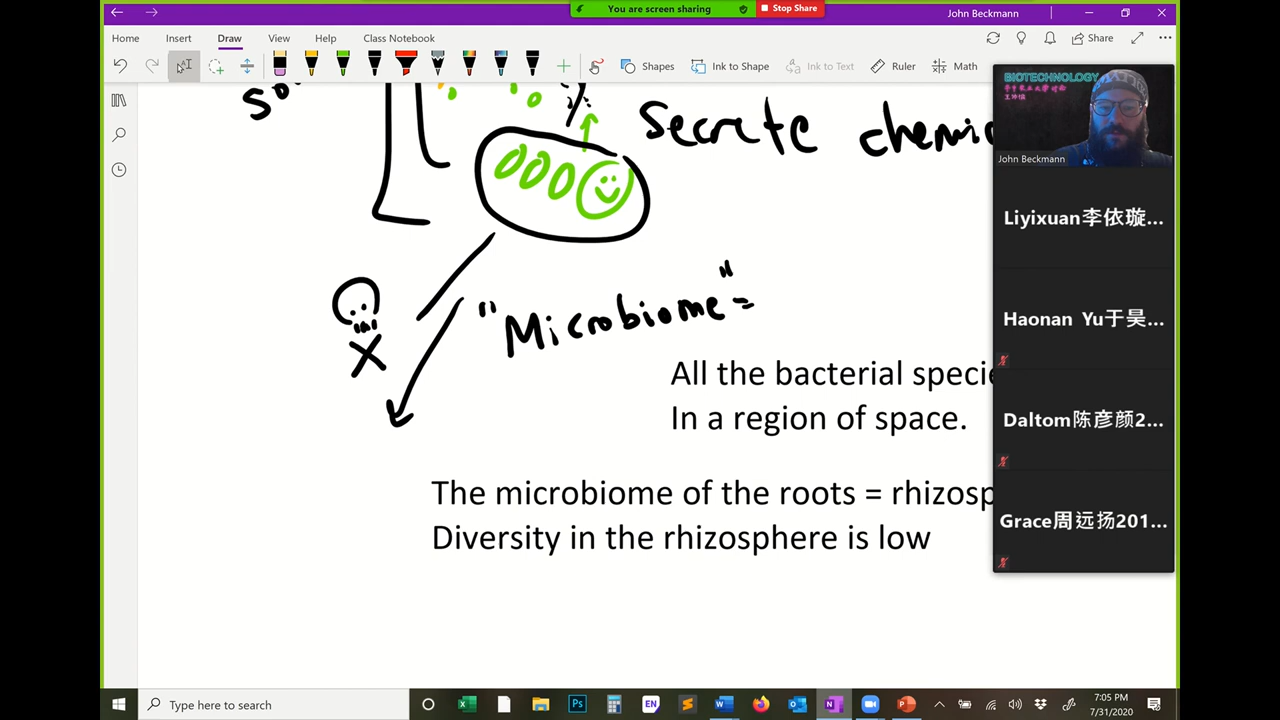 You are screen sharing
Stop Share
John Beckmann
Home Insert Draw View Help Class Notebook
Share
Shapes Ink to Shape Ink to Text Ruler Math
BIOTECHNOLOGY
John Beckmann
Secrete chemic
Liyixuan李依璇...
"Microbiome"=
Haonan Yu于昊...
All the bacterial specie
In a region of space.
Daltom陈彦颜2...
The microbiome of the roots = rhizosp
Diversity in the rhizosphere is low
Grace周远扬201...
Type here to search
EN
7:05 PM
7/31/2020